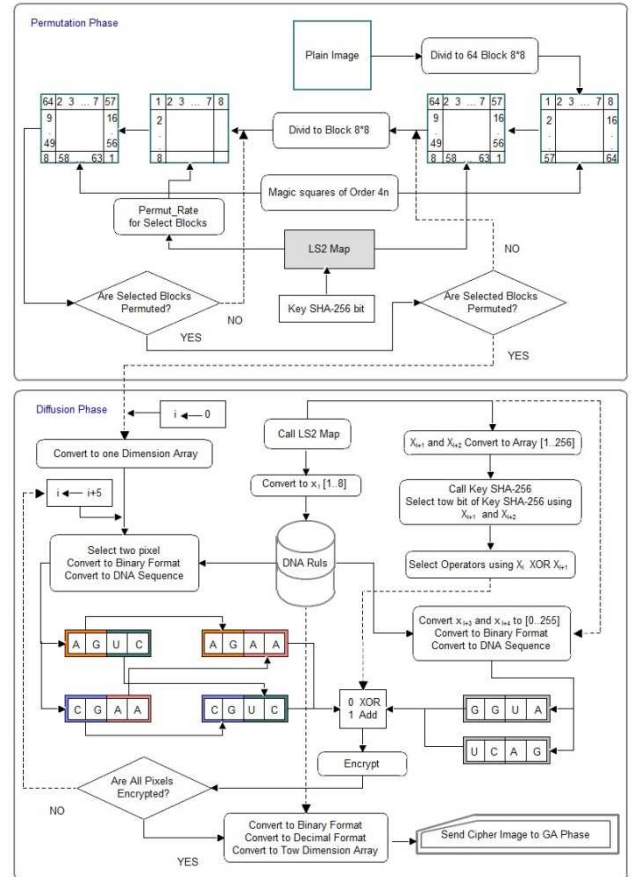 Permutation Phase
Plain Image
Divid to 64 Block 8*8
64 2 3 ... 7 57
9 16
. .
49 56
8 58 ... 63 1
1 2 3 ... 7 8
2
.
8
Divid to Block 8*8
64 2 3 ... 7 57
9 16
. .
49 56
8 58 ... 63 1
1 2 3 ... 7 8
2 16
. .
57 64
Magic squares of Order 4n
Permut_Rate
for Select Blocks
LS2 Map
NO
Are Selected Blocks
Permuted?
NO
Key SHA-256 bit
Are Selected Blocks
Permuted?
YES
YES
Diffusion Phase
i ← 0
Call LS2 Map
Convert to one Dimension Array
Xi+1 and Xi+2 Convert to Array [1..256]
i ← i+5
Convert to xi [1..8]
Call Key SHA-256
Select tow bit of Key SHA-256 using
Xi+1 and Xi+2
Select two pixel
Convert to Binary Format
Convert to DNA Sequence
DNA Ruls
Select Operators using Xi XOR Xi+1
Convert xi+3 and xi+4 to [0..255]
Convert to Binary Format
Convert to DNA Sequence
A G U C
A G A A
C G A A
C G U C
0 XOR
1 Add
G G U A
U C A G
Encrypt
Are All Pixels
Encrypted?
NO
YES
Convert to Binary Format
Convert to Decimal Format
Convert to Tow Dimension Array
Send Cipher Image to GA Phase